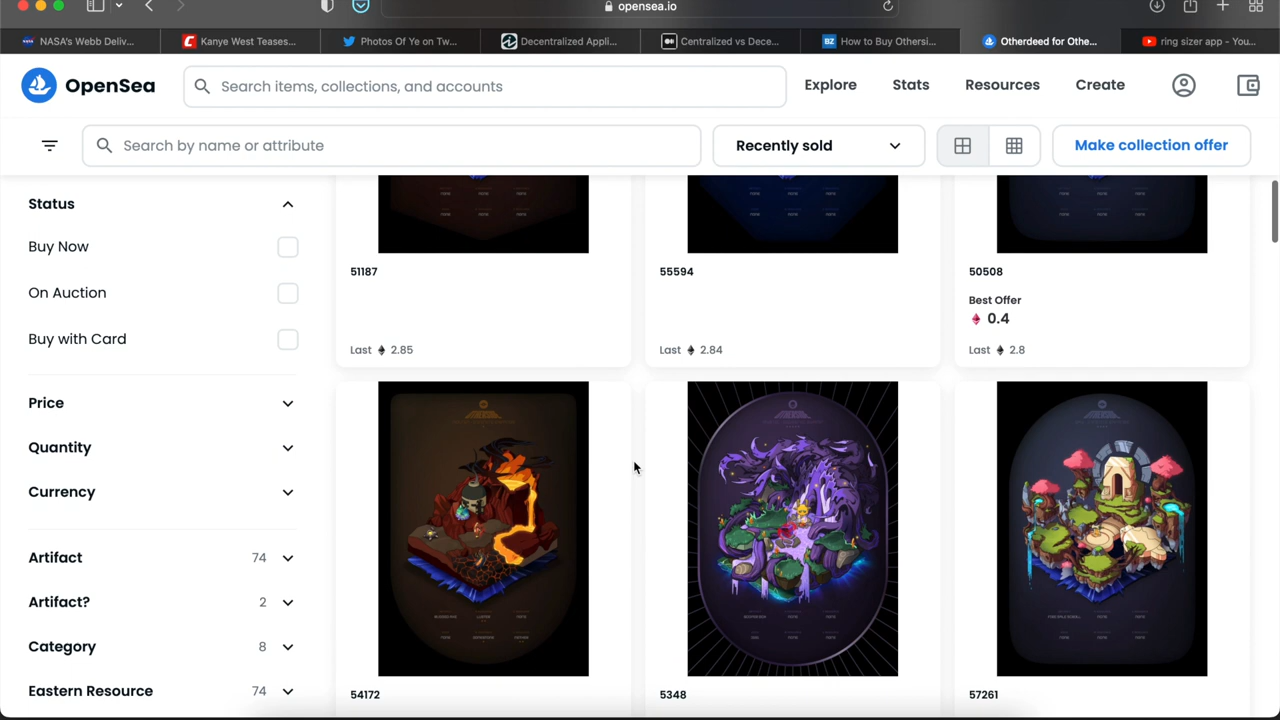 opensea.io
NASA's Webb Deliv...
Kanye West Teases...
Photos Of Ye on Tw...
Decentralized Appli...
Centralized vs Dece...
BZ
How to Buy Othersi...
Otherdeed for Othe...
ring sizer app - You...
OpenSea
Search items, collections, and accounts
Explore
Stats
Resources
Create
Search by name or attribute
Recently sold
Make collection offer
Status
Buy Now
On Auction
Buy with Card
Price
Quantity
Currency
Artifact 74
Artifact? 2
Category 8
Eastern Resource 74
51187
Last 2.85
55594
Last 2.84
50508
Best Offer
0.4
Last 2.8
54172
5348
57261